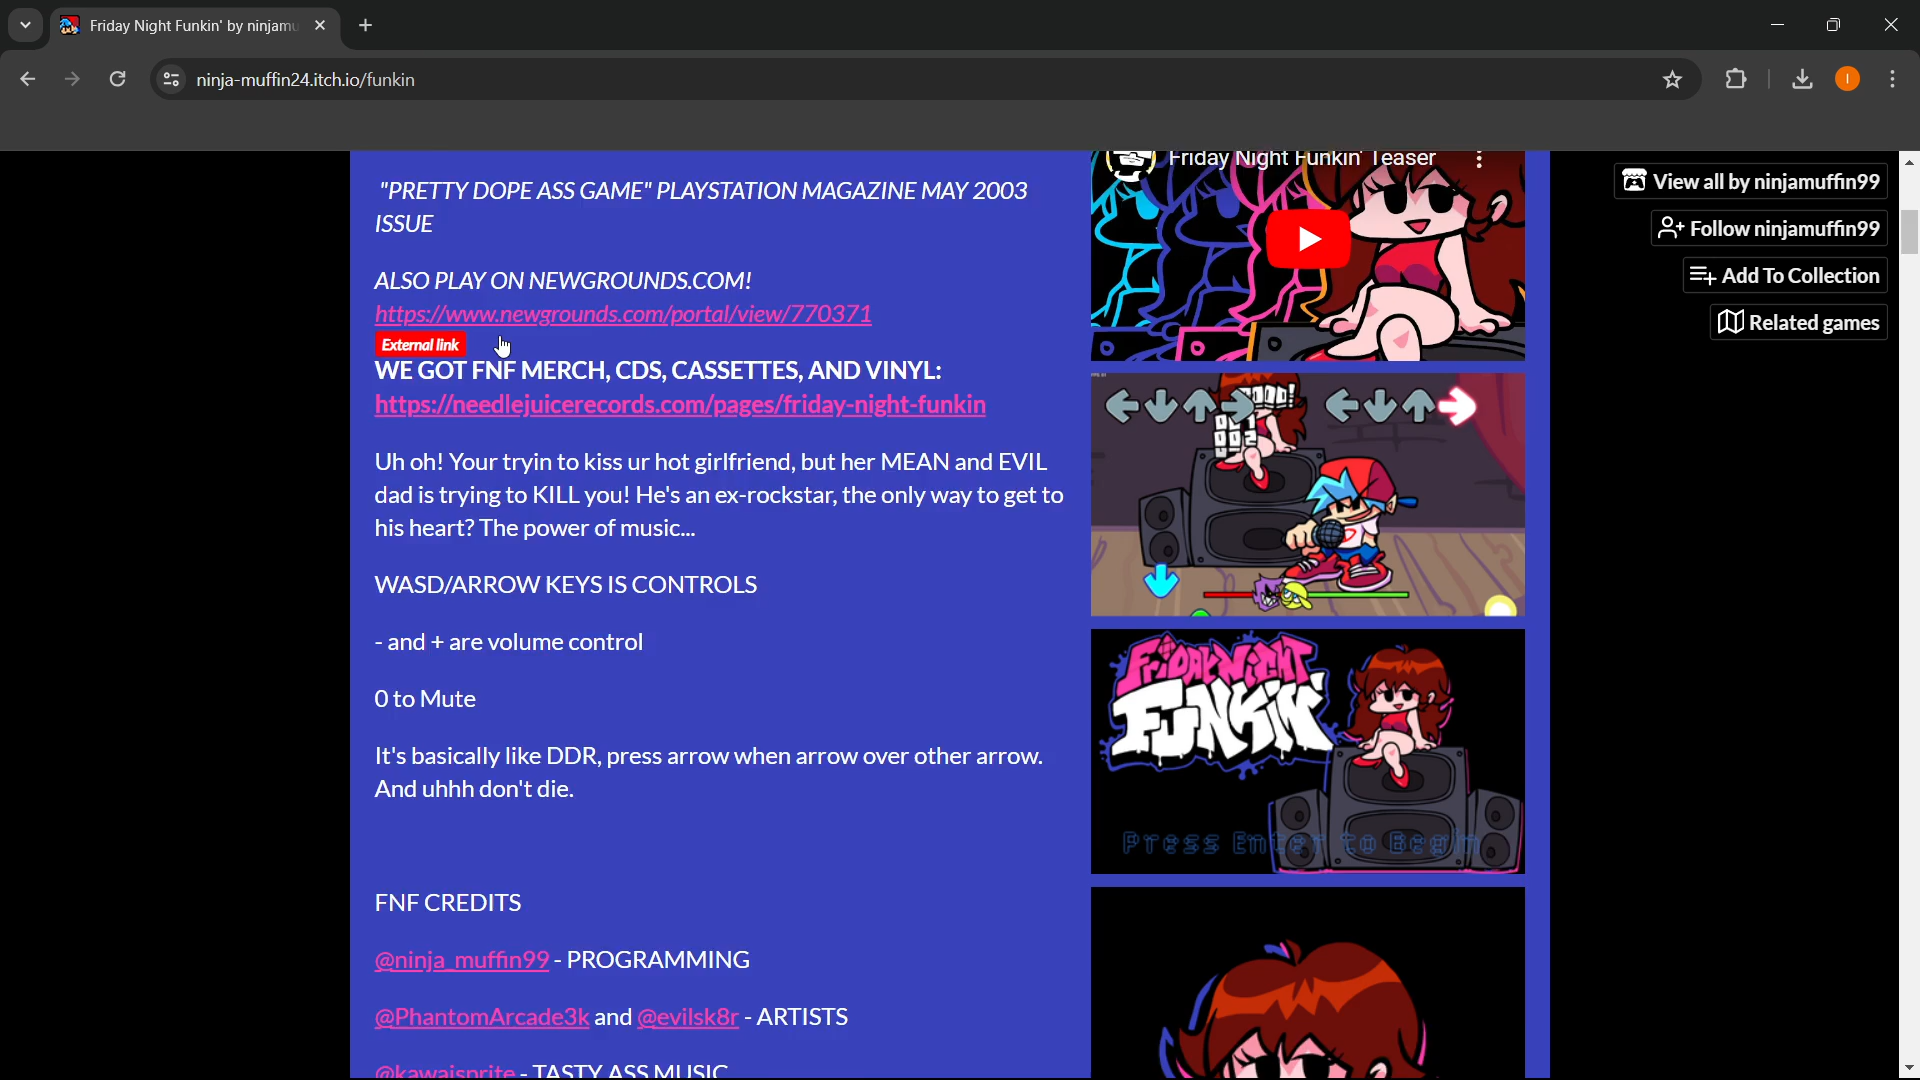 Friday Night Funkin' by ninjamu
ninja-muffin24.itch.io/funkin
I
"PRETTY DOPE ASS GAME" PLAYSTATION MAGAZINE MAY 2003
ISSUE
ALSO PLAY ON NEWGROUNDS.COM!
https://www.newgrounds.com/portal/view/770371
External link
WE GOT FNF MERCH, CDS, CASSETTES, AND VINYL:
https://needlejuicerecords.com/pages/friday-night-funkin
Uh oh! Your tryin to kiss ur hot girlfriend, but her MEAN and EVIL
dad is trying to KILL you! He's an ex-rockstar, the only way to get to
his heart? The power of music...
WASD/ARROW KEYS IS CONTROLS
- and + are volume control
0 to Mute
It's basically like DDR, press arrow when arrow over other arrow.
And uhhh don't die.
FNF CREDITS
@ninja_muffin99 - PROGRAMMING
@PhantomArcade3k and @evilsk8r - ARTISTS
@kawaisprite - TASTY ASS MUSIC
Friday Night Funkin' Teaser
FRIDAY NIGHT
FUNKIN'
Press Enter to Begin
View all by ninjamuffin99
Follow ninjamuffin99
Add To Collection
Related games